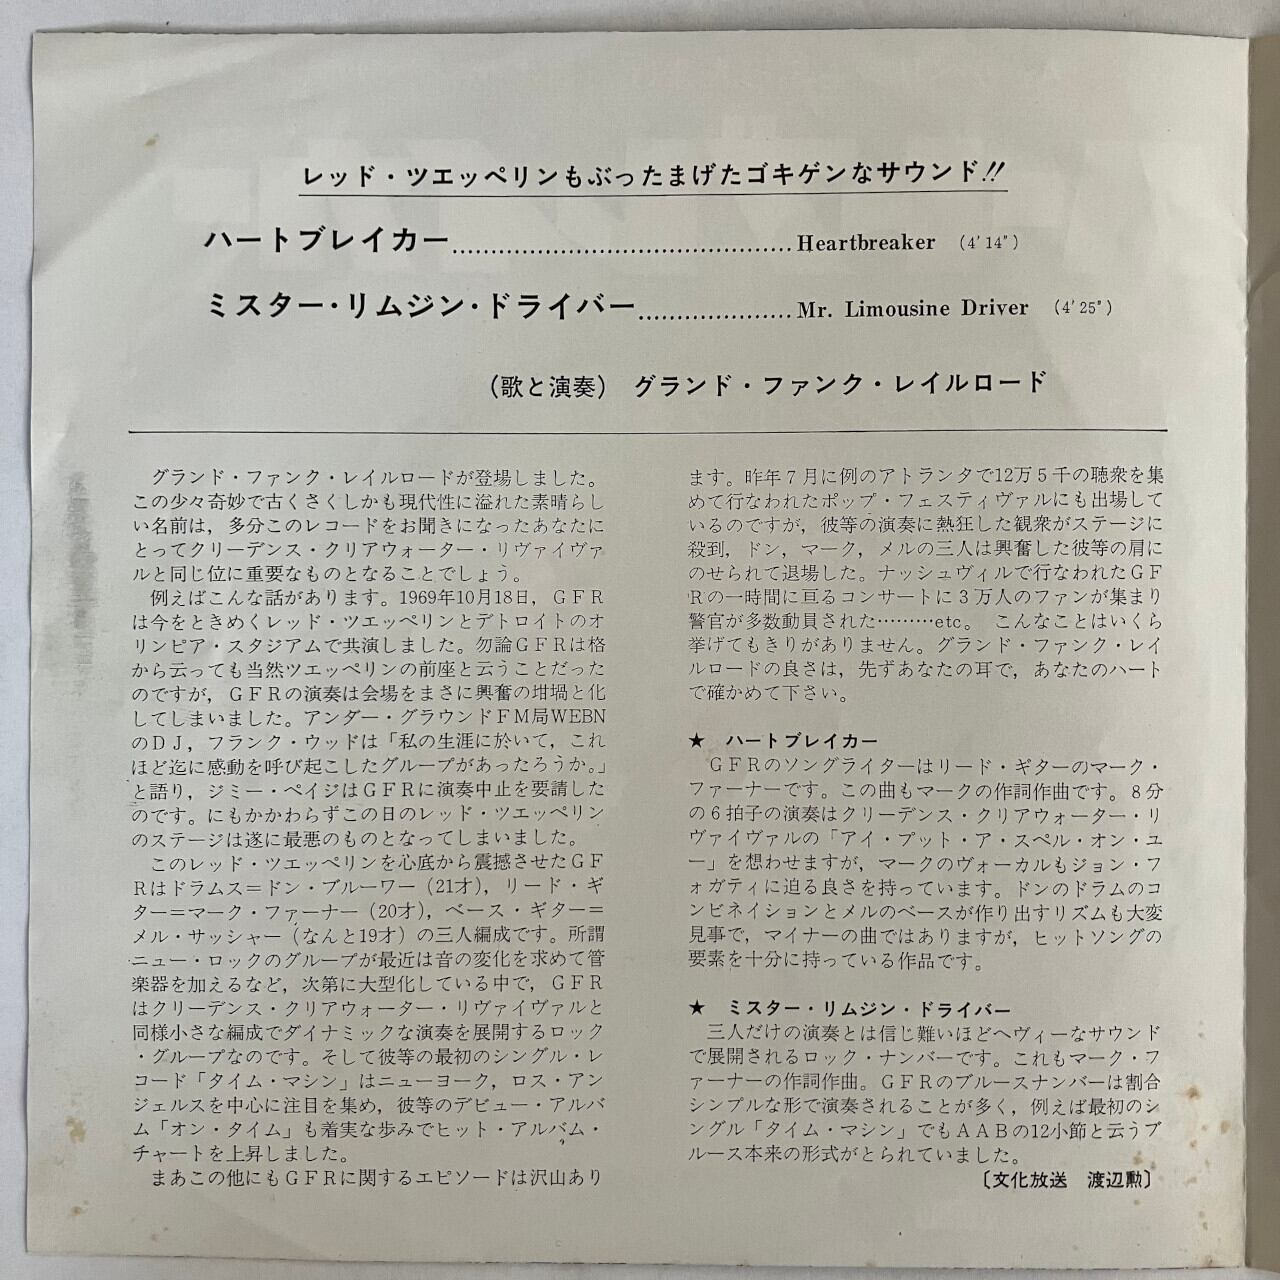 レッド・ツエッペリンもぶったまげたゴキゲンなサウンド!!
ハートブレイカー……………………………………Heartbreaker （4′14″）
ミスター・リムジン・ドライバー………………Mr. Limousine Driver （4′25″）
（歌と演奏） グランド・ファンク・レイルロード
グランド・ファンク・レイルロードが登場しました。
この少々奇妙で古くさくしかも現代性に溢れた素晴らし
い名前は，多分このレコードをお聞きになったあなたに
とってクリーデンス・クリアウォーター・リヴァイヴァ
ルと同じ位に重要なものとなることでしょう。
例えばこんな話があります。1969年10月18日，ＧＦＲ
は今をときめくレッド・ツエッペリンとデトロイトのオ
リンピア・スタジアムで共演しました。勿論ＧＦＲは格
から云っても当然ツエッペリンの前座と云うことだった
のですが，ＧＦＲの演奏は会場をまさに興奮の坩堝と化
してしまいました。アンダー・グラウンドＦＭ局WEBN
のＤＪ，フランク・ウッドは「私の生涯に於いて，これ
ほど迄に感動を呼び起こしたグループがあったろうか。」
と語り，ジミー・ペイジはＧＦＲに演奏中止を要請した
のです。にもかかわらずこの日のレッド・ツエッペリン
のステージは遂に最悪のものとなってしまいました。
このレッド・ツエッペリンを心底から震撼させたＧＦ
Ｒはドラムス＝ドン・ブルーワー（21才），リード・ギ
ター＝マーク・ファーナー（20才），ベース・ギター＝
メル・サッシャー（なんと19才）の三人編成です。所謂
ニュー・ロックのグループが最近は音の変化を求めて管
楽器を加えるなど，次第に大型化している中で，ＧＦＲ
はクリーデンス・クリアウォーター・リヴァイヴァルと
同様小さな編成でダイナミックな演奏を展開するロック
・グループなのです。そして彼等の最初のシングル・レ
コード「タイム・マシン」はニューヨーク，ロス・アン
ジェルスを中心に注目を集め，彼等のデビュー・アルバ
ム「オン・タイム」も着実な歩みでヒット・アルバム・
チャートを上昇しました。
まあこの他にもＧＦＲに関するエピソードは沢山あり
ます。昨年７月に例のアトランタで12万５千の聴衆を集
めて行なわれたポップ・フェスティヴァルにも出場して
いるのですが，彼等の演奏に熱狂した観衆がステージに
殺到，ドン，マーク，メルの三人は興奮した彼等の肩に
のせられて退場した。ナッシュヴィルで行なわれたＧＦ
Ｒの一時間に亘るコンサートに３万人のファンが集まり
警官が多数動員された………etc。 こんなことはいくら
挙げてもきりがありません。グランド・ファンク・レイ
ルロードの良さは，先ずあなたの耳で，あなたのハート
で確かめて下さい。
★ ハートブレイカー
ＧＦＲのソングライターはリード・ギターのマーク・
ファーナーです。この曲もマークの作詞作曲です。８分
の６拍子の演奏はクリーデンス・クリアウォーター・リ
ヴァイヴァルの「アイ・プット・ア・スペル・オン・ユ
ー」を想わせますが，マークのヴォーカルもジョン・フ
ォガティに迫る良さを持っています。ドンのドラムのコ
ンビネイションとメルのベースが作り出すリズムも大変
見事で，マイナーの曲ではありますが，ヒットソングの
要素を十分に持っている作品です。
★ ミスター・リムジン・ドライバー
三人だけの演奏とは信じ難いほどヘヴィーなサウンド
で展開されるロック・ナンバーです。これもマーク・フ
ァーナーの作詞作曲。ＧＦＲのブルースナンバーは割合
シンプルな形で演奏されることが多く，例えば最初のシ
ングル「タイム・マシン」でもＡＡＢの12小節と云うブ
ルース本来の形式がとられていました。
〔文化放送 渡辺勲〕